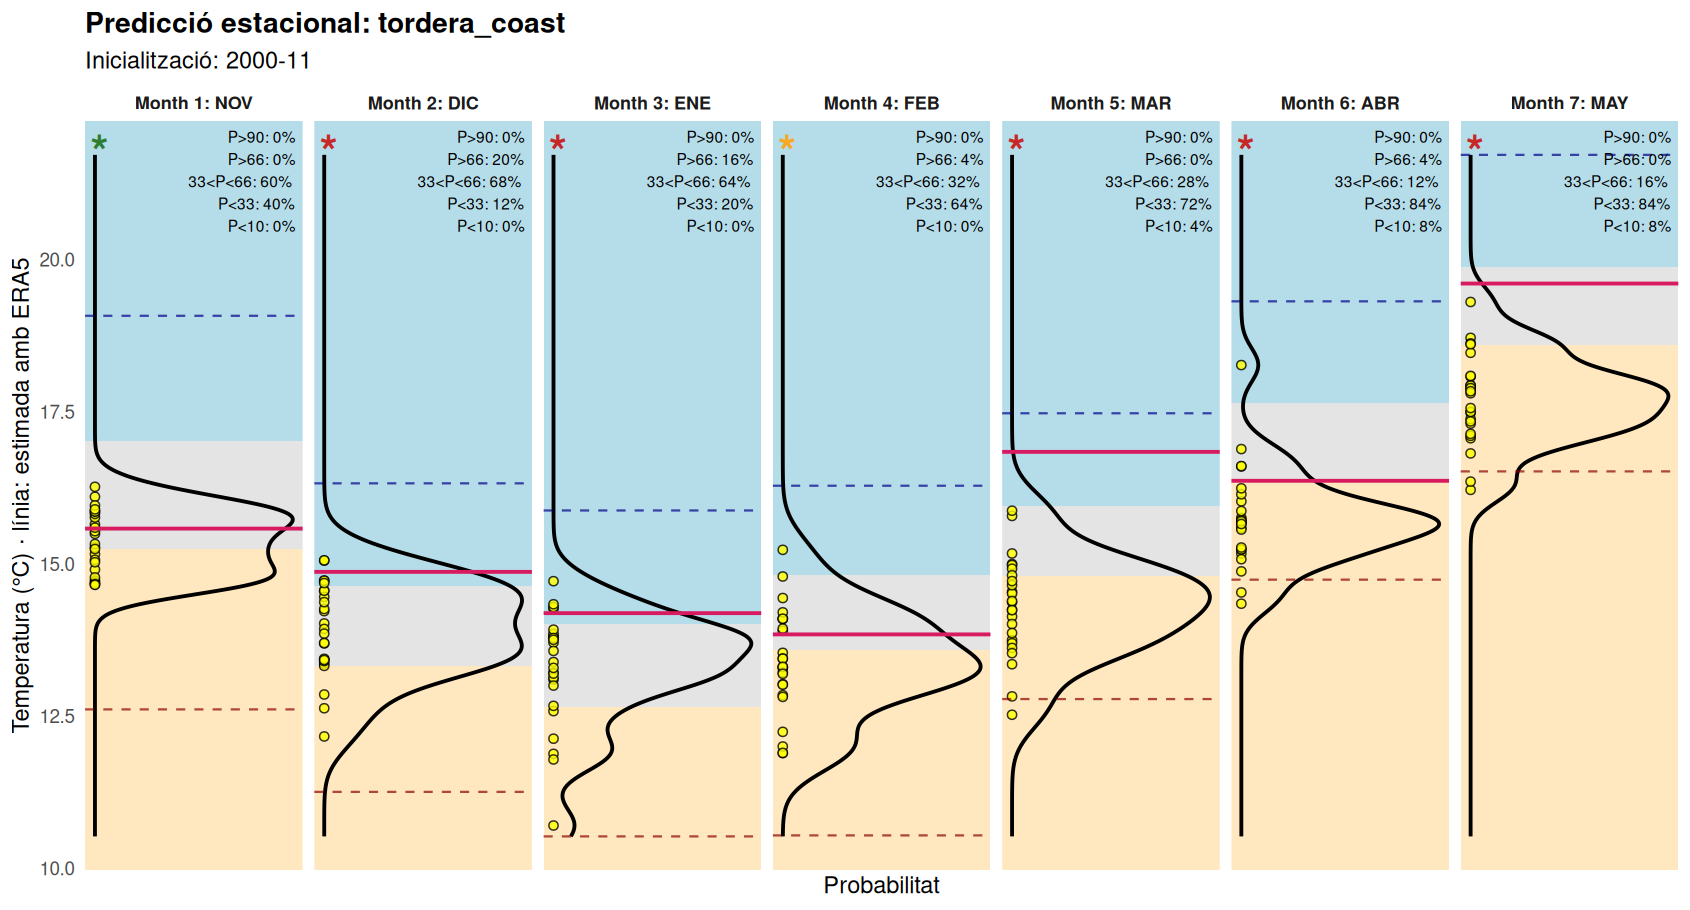 Predicció estacional: tordera_coast
Inicialització: 2000-11
Month 1: NOV
Month 2: DIC
Month 3: ENE
Month 4: FEB
Month 5: MAR
Month 6: ABR
Month 7: MAY
*
P>90: 0%
P>66: 0%
33<P<66: 60%
P<33: 40%
P<10: 0%
*
P>90: 0%
P>66: 20%
33<P<66: 68%
P<33: 12%
P<10: 0%
*
P>90: 0%
P>66: 16%
33<P<66: 64%
P<33: 20%
P<10: 0%
*
P>90: 0%
P>66: 4%
33<P<66: 32%
P<33: 64%
P<10: 0%
*
P>90: 0%
P>66: 0%
33<P<66: 28%
P<33: 72%
P<10: 4%
*
P>90: 0%
P>66: 4%
33<P<66: 12%
P<33: 84%
P<10: 8%
*
P>90: 0%
P>66: 0%
33<P<66: 16%
P<33: 84%
P<10: 8%
Temperatura (°C) · línia: estimada amb ERA5
20.0
17.5
15.0
12.5
10.0
Probabilitat